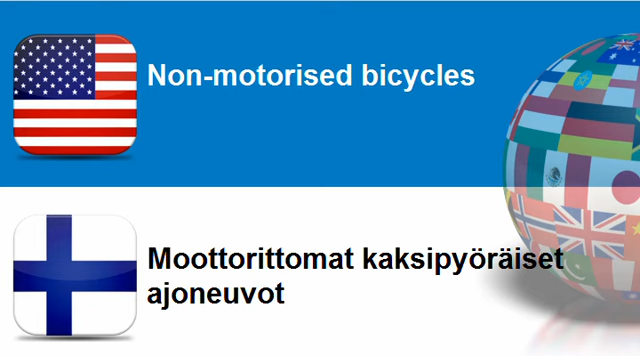 Non-motorised bicycles
Moottorittomat kaksipyöräiset
ajoneuvot